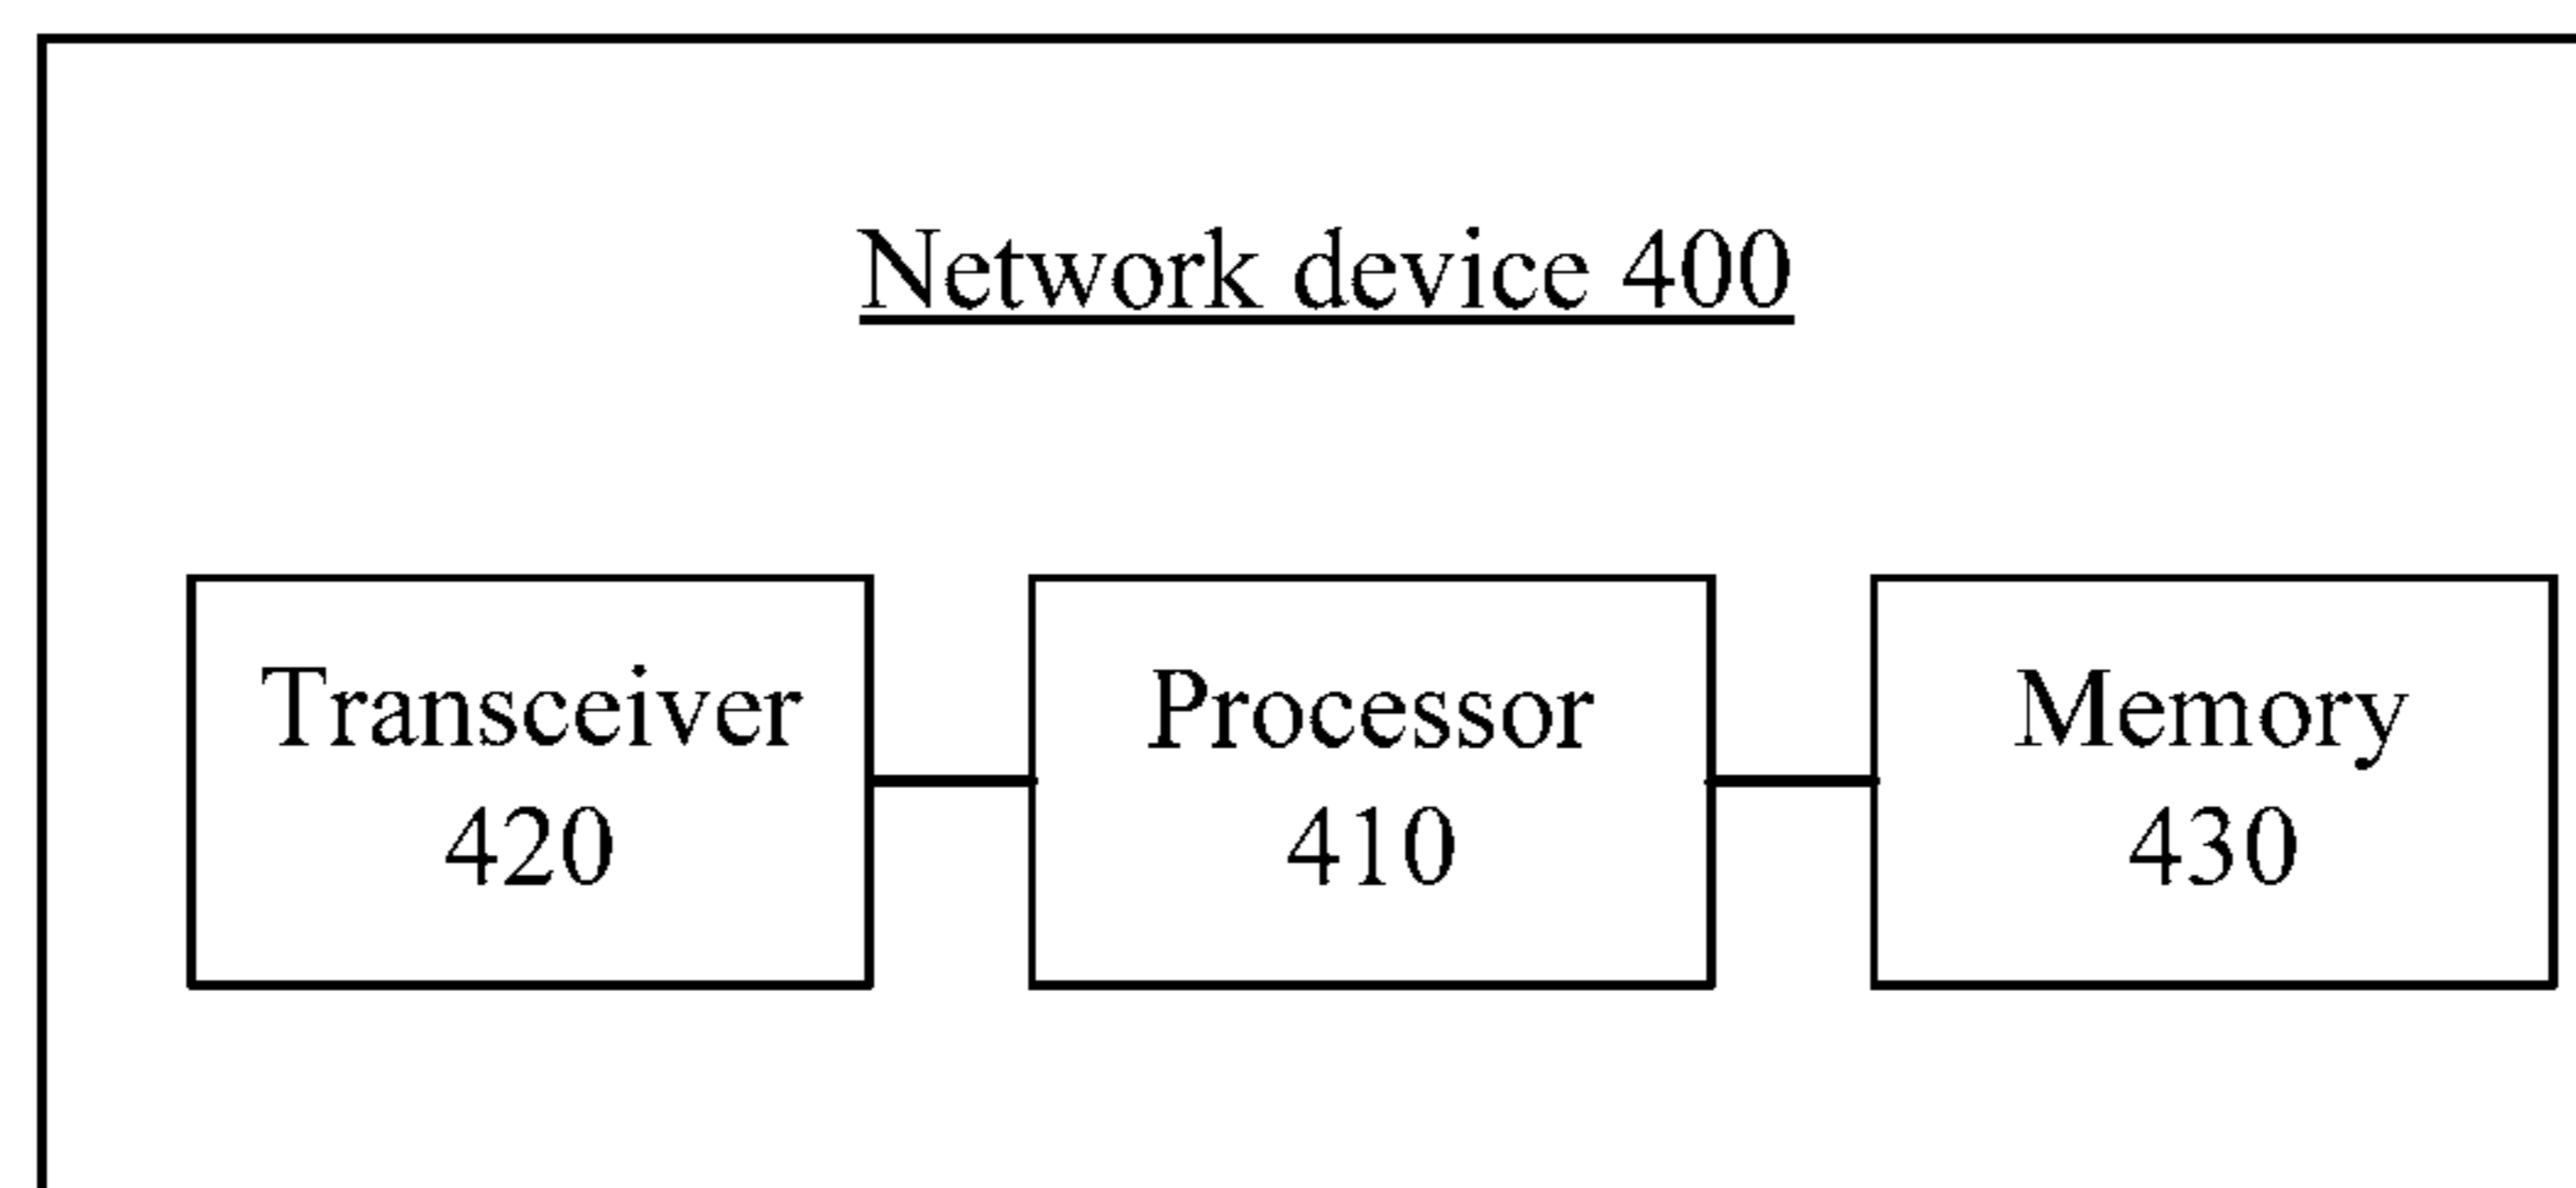 Network device 400
Transceiver
420
Processor
410
Memory
430